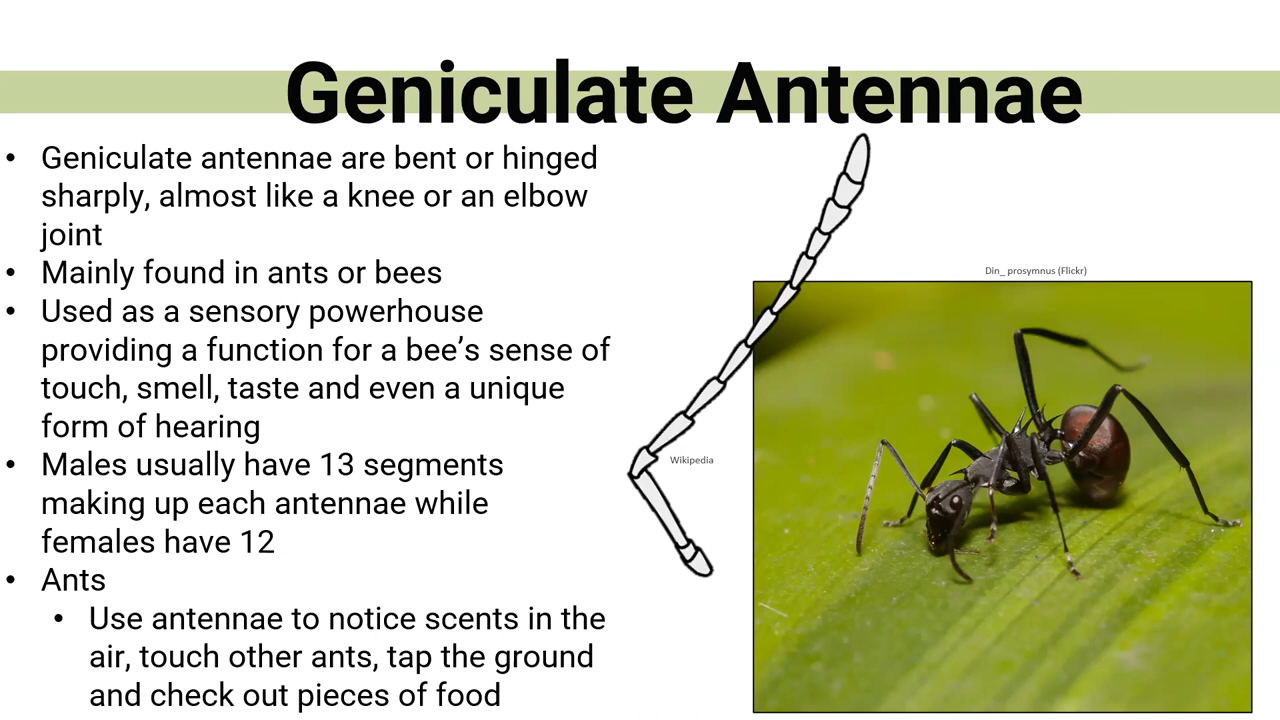 Geniculate Antennae
• Geniculate antennae are bent or hinged
sharply, almost like a knee or an elbow
joint
• Mainly found in ants or bees
• Used as a sensory powerhouse
providing a function for a bee’s sense of
touch, smell, taste and even a unique
form of hearing
• Males usually have 13 segments
making up each antennae while
females have 12
• Ants
• Use antennae to notice scents in the
air, touch other ants, tap the ground
and check out pieces of food
Wikipedia
Din_ prosymnus (Flickr)